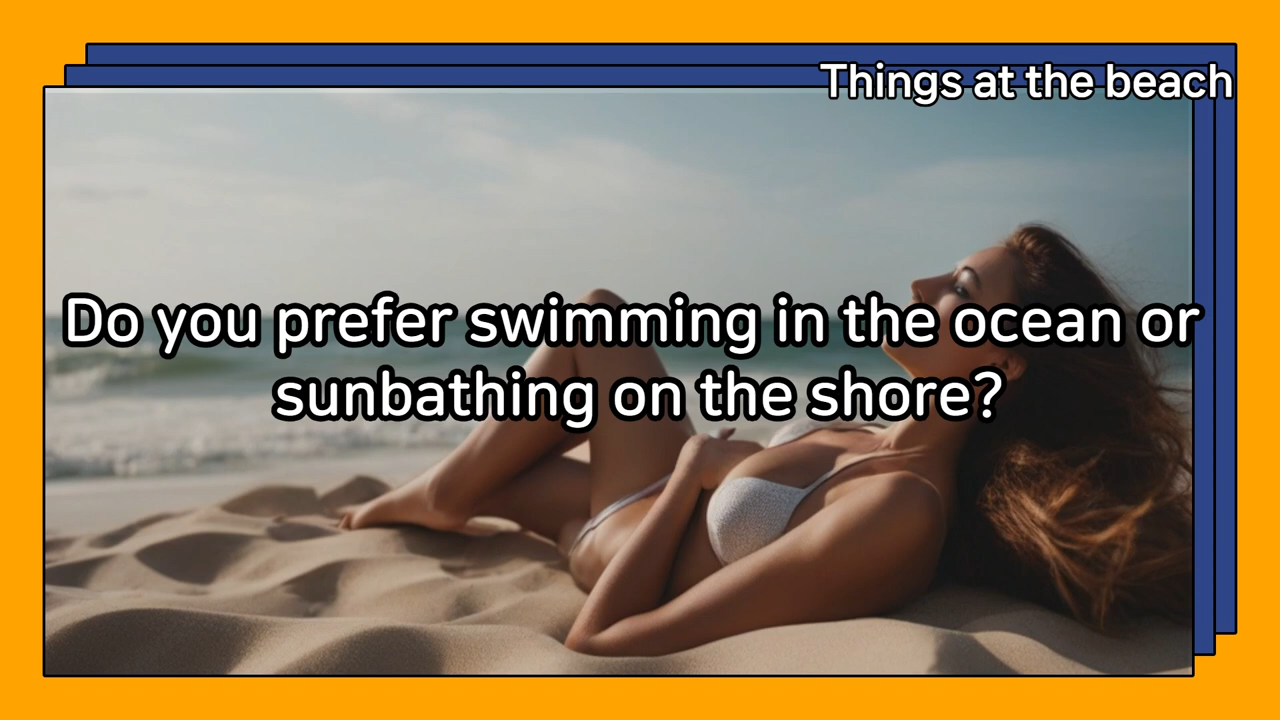 Things at the beach
Do you prefer swimming in the ocean or
sunbathing on the shore?